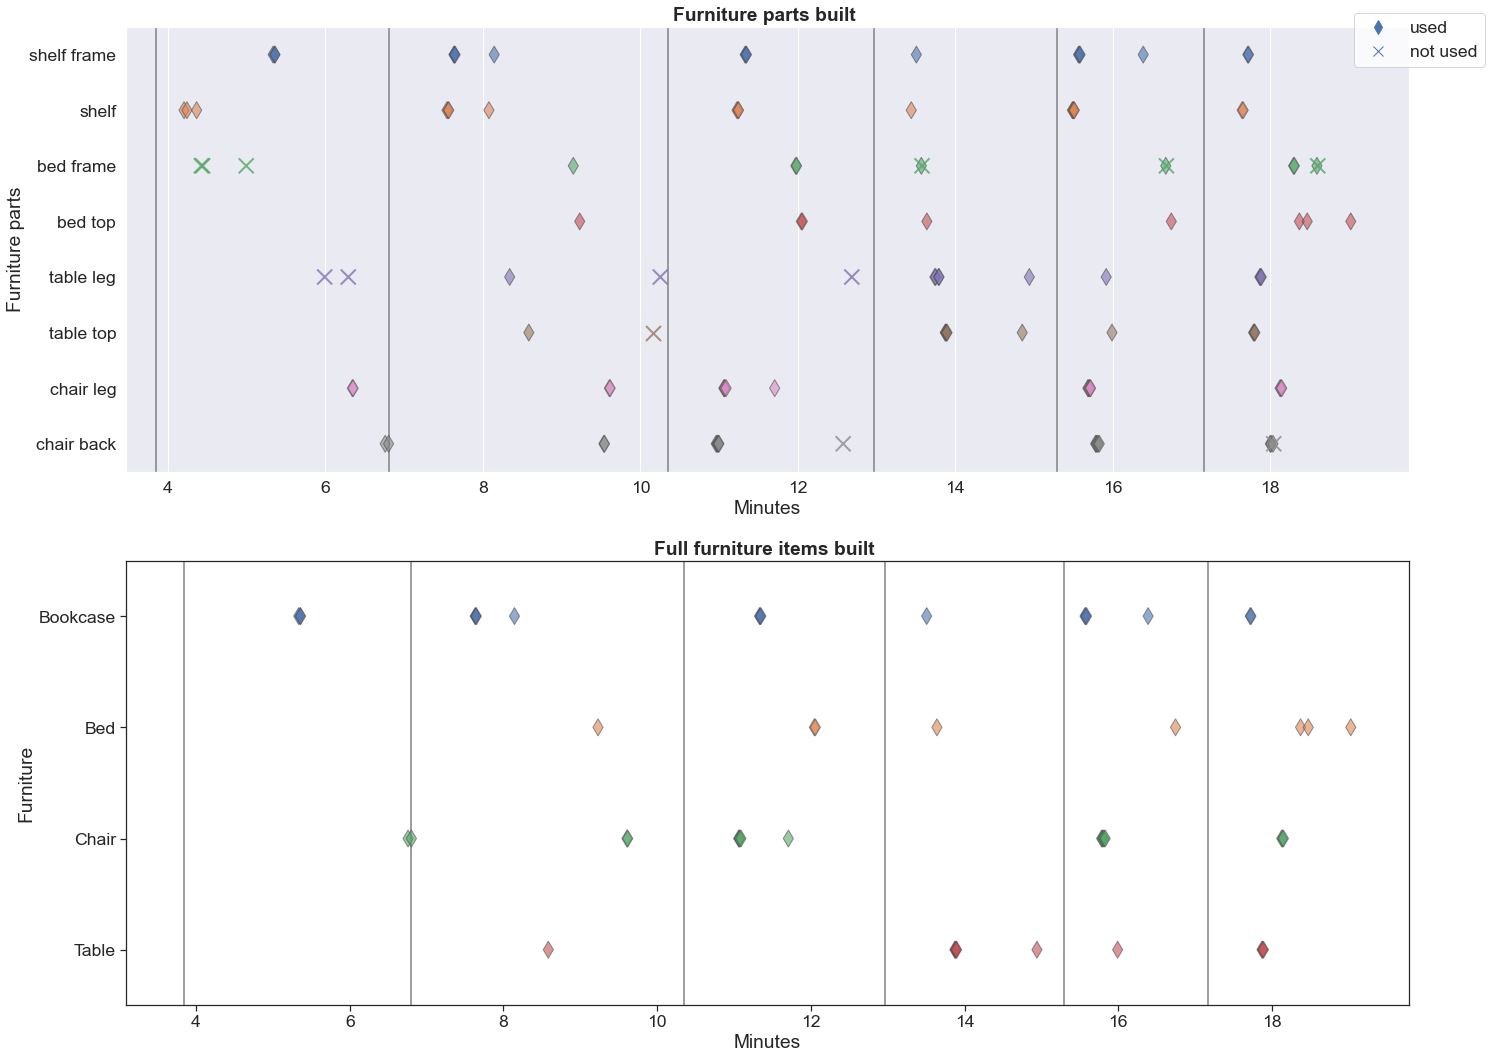 Furniture parts built
used
not used
shelf frame
shelf
bed frame
bed top
table leg
table top
chair leg
chair back
Furniture parts
4 6 8 10 12 14 16 18
Minutes
Full furniture items built
Bookcase
Bed
Chair
Table
Furniture
4 6 8 10 12 14 16 18
Minutes